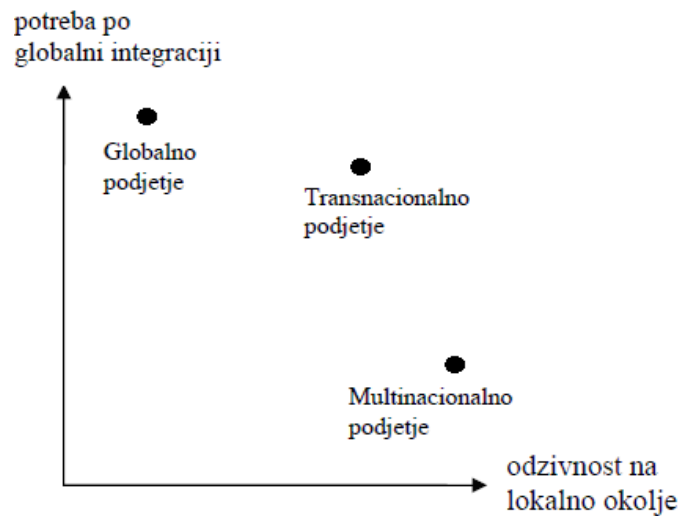 potreba po
globalni integraciji
Globalno
podjetje
Transnacionalno
podjetje
Multinacionalno
podjetje
odzivnost na
lokalno okolje